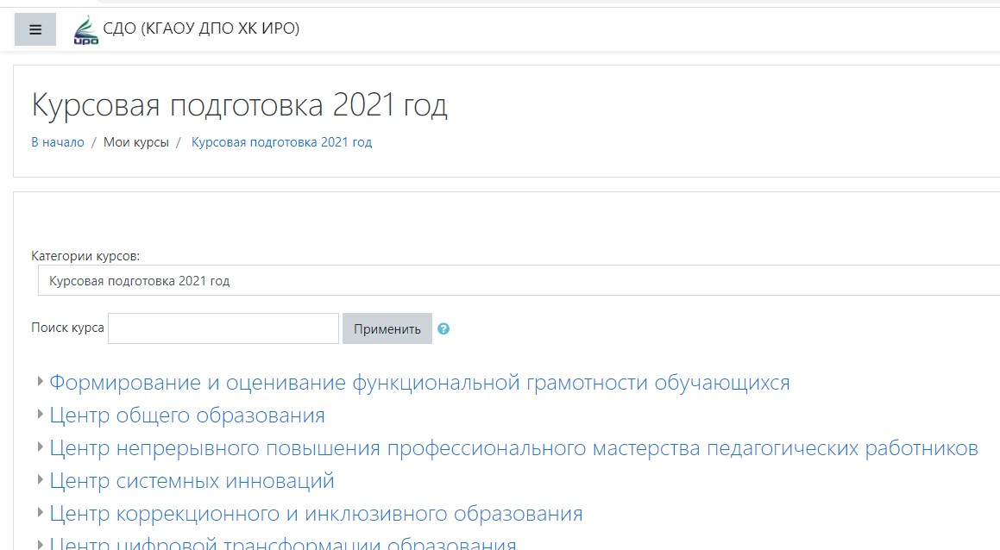 ИРО
СДО (КГАОУ ДПО ХК ИРО)
Курсовая подготовка 2021 год
В начало / Мои курсы / Курсовая подготовка 2021 год
Категории курсов:
Курсовая подготовка 2021 год
Поиск курса Применить ?
Формирование и оценивание функциональной грамотности обучающихся
Центр общего образования
Центр непрерывного повышения профессионального мастерства педагогических работников
Центр системных инноваций
Центр коррекционного и инклюзивного образования
Центр цифровой трансформации образования